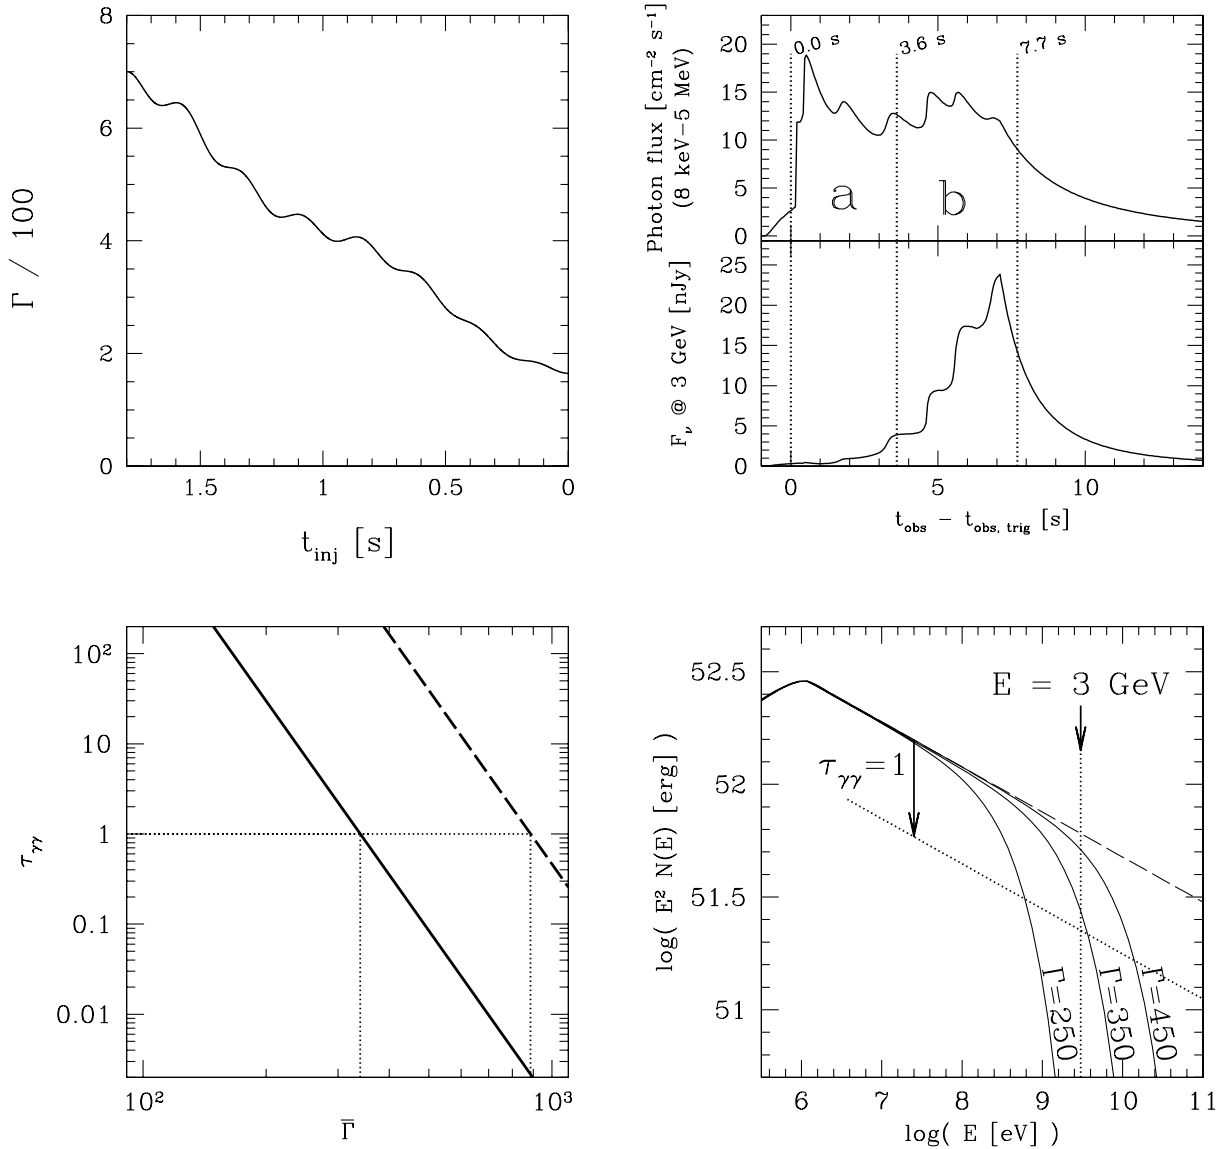 8
6
4
2
0
1.5
1
0.5
0
Γ / 100
t_inj [s]
0.0 s
3.6 s
7.7 s
20
15
10
5
0
a
b
Photon flux [cm⁻² s⁻¹]
(8 keV−5 MeV)
25
20
15
10
5
0
F_ν @ 3 GeV [nJy]
0
5
10
t_obs − t_obs, trig [s]
10²
10
1
0.1
0.01
τ_γγ
10²
10³
Γ̅
52.5
52
51.5
51
log( E² N(E) [erg] )
E = 3 GeV
τ_γγ=1
Γ=250
Γ=350
Γ=450
6
7
8
9
10
11
log( E [eV] )